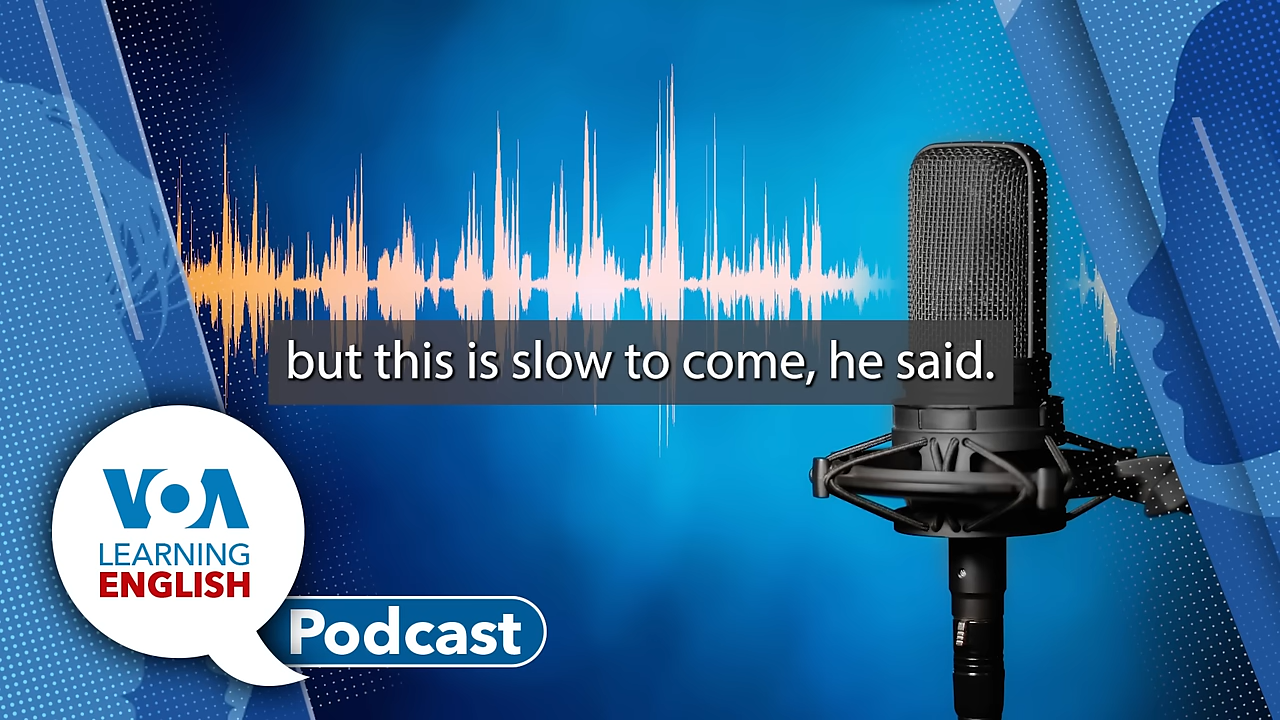 but this is slow to come, he said.
VOA
LEARNING
ENGLISH
Podcast